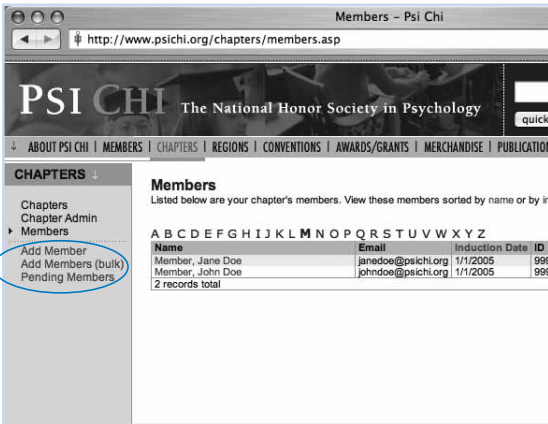 Members – Psi Chi
http://www.psichi.org/chapters/members.asp
PSI CHI The National Honor Society in Psychology
quick
↓ ABOUT PSI CHI | MEMBERS | CHAPTERS | REGIONS | CONVENTIONS | AWARDS/GRANTS | MERCHANDISE | PUBLICATION
CHAPTERS ↓
Chapters
Chapter Admin
Members
Add Member
Add Members (bulk)
Pending Members
Members
Listed below are your chapter's members. View these members sorted by name or by in
A B C D E F G H I J K L M N O P Q R S T U V W X Y Z
Name Email Induction Date ID
Member, Jane Doe janedoe@psichi.org 1/1/2005 999
Member, John Doe johndoe@psichi.org 1/1/2005 999
2 records total